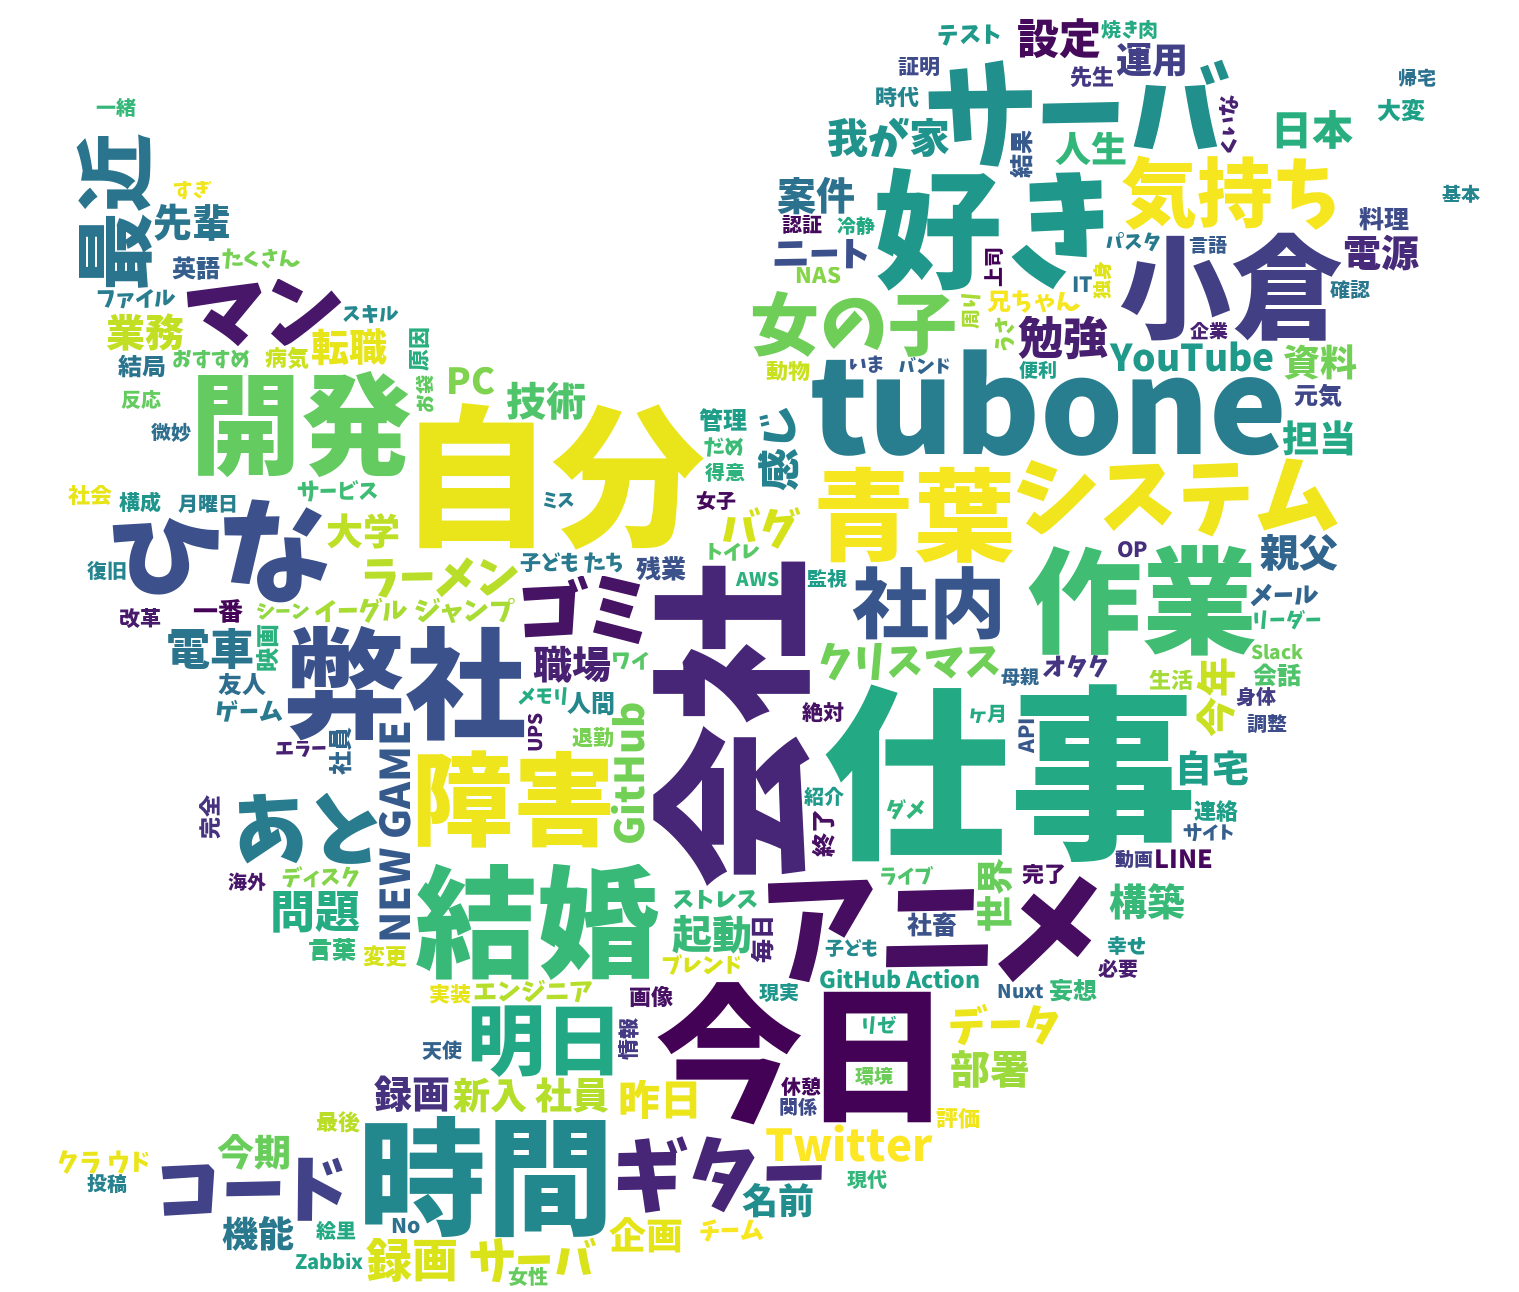 テスト
設定
焼き肉
証明
先生
運用
帰宅
時代
サーバ
ないっ
大変
一緒
我が家
結果
人生
日本
最近
案件
好き
気持ち
基本
すぎ
先輩
認証
冷静
料理
ニート
上司
パスタ
言語
小倉
電源
英語
たくさん
NAS
IT
独身
確認
ファイル
マン
スキル
女の子
周り
兄ちゃん
業務
転職
原因
うさ
勉強
企業
結局
おすすめ
病気
動物
いま
バンド
便利
YouTube
資料
反応
開発
お袋
PC
技術
tubone
元気
微妙
自分
管理
感じ
担当
だめ
得意
社会
構成
月曜日
サービス
ミス
女子
青葉
システム
ひな
大学
バグ
復旧
ラーメン
子どもたち
残業
トイレ
OP
親父
AWS
監視
改革
一番
シーン
イーグル
ジャンプ
ゴミ
会社
社内
作業
メール
リーダー
電車
映画
弊社
職場
ワイ
クリスマス
母親
オタク
Slack
会話
友人
メモリ
人間
生活
今年
身体
ゲーム
UPS
退勤
絶対
仕事
ヶ月
API
調整
エラー
社員
NEW GAME
障害
GitHub
自宅
完全
あと
紹介
ダメ
連絡
終了
サイト
海外
ディスク
動画
LINE
問題
結婚
ストレス
アニメ
ライブ
世界
完了
構築
言葉
変更
起動
毎日
社畜
子ども
幸せ
ブレンド
必要
実装
エンジニア
画像
現実
GitHub Action
Nuxt
妄想
天使
明日
情報
今日
リゼ
データ
録画
新入社員
昨日
休憩
環境
部署
関係
評価
最後
今期
時間
ギター
Twitter
クラウド
投稿
コード
現代
名前
機能
絵里
No
企画
チーム
Zabbix
録画サーバ
女性